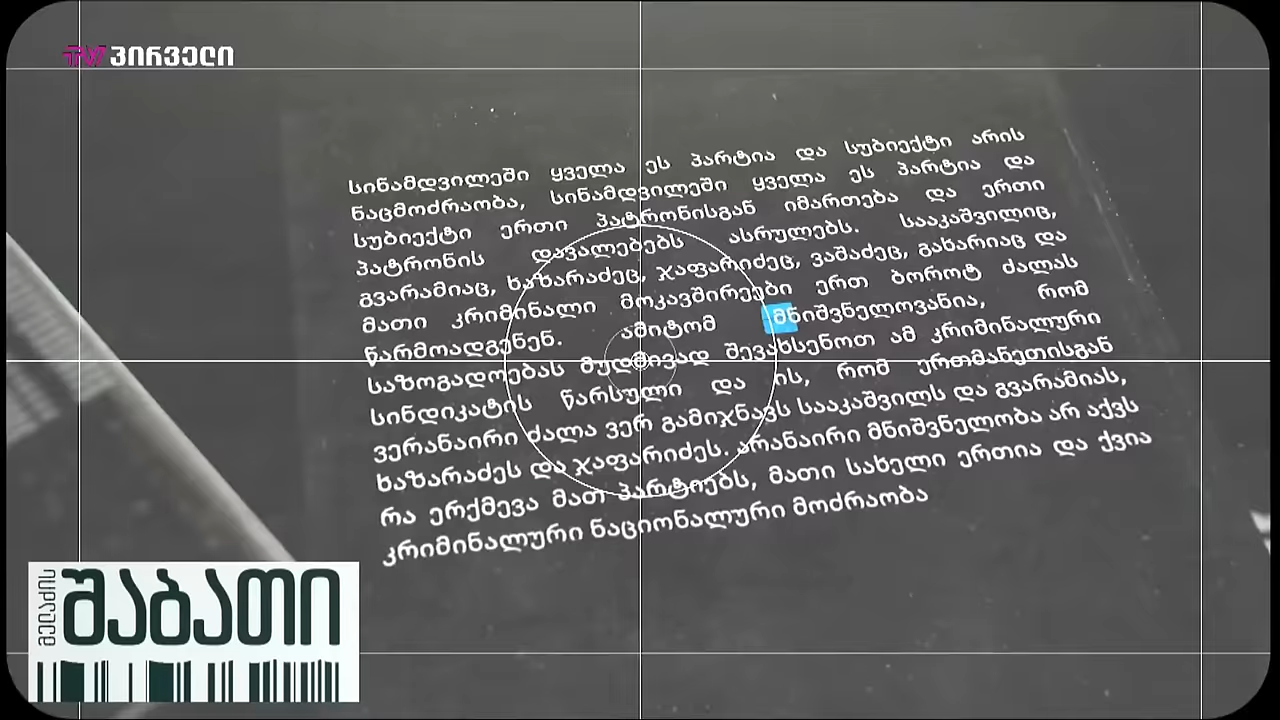 TV პირველი
სინამდვილეში ყველა ეს პარტია და სუბიექტი არის
ნაცმოძრაობა, სინამდვილეში ყველა ეს პარტია და
სუბიექტი ერთი პატრონისგან იმართება და ერთი
პატრონის დავალებებს ასრულებს. სააკაშვილიც,
გვარამიაც, ხაზარაძეც, ჯაფარიძეც, ვაშაძეც, გახარიაც და
მათი კრიმინალი მოკავშირეები ერთ ბოროტ ძალას
წარმოადგენენ. ამიტომ მნიშვნელოვანია, რომ
საზოგადოებას მუდმივად შევახსენოთ ამ კრიმინალური
სინდიკატის წარსული და ის, რომ ერთმანეთისგან
ვერანაირი ძალა ვერ გამიჯნავს სააკაშვილს და გვარამიას,
ხაზარაძეს და ჯაფარიძეს. არანაირი მნიშვნელობა არ აქვს
რა ერქმევა მათ პარტიებს, მათი სახელი ერთია და ქვია
კრიმინალური ნაციონალური მოძრაობა
მელაძის
შაბათი